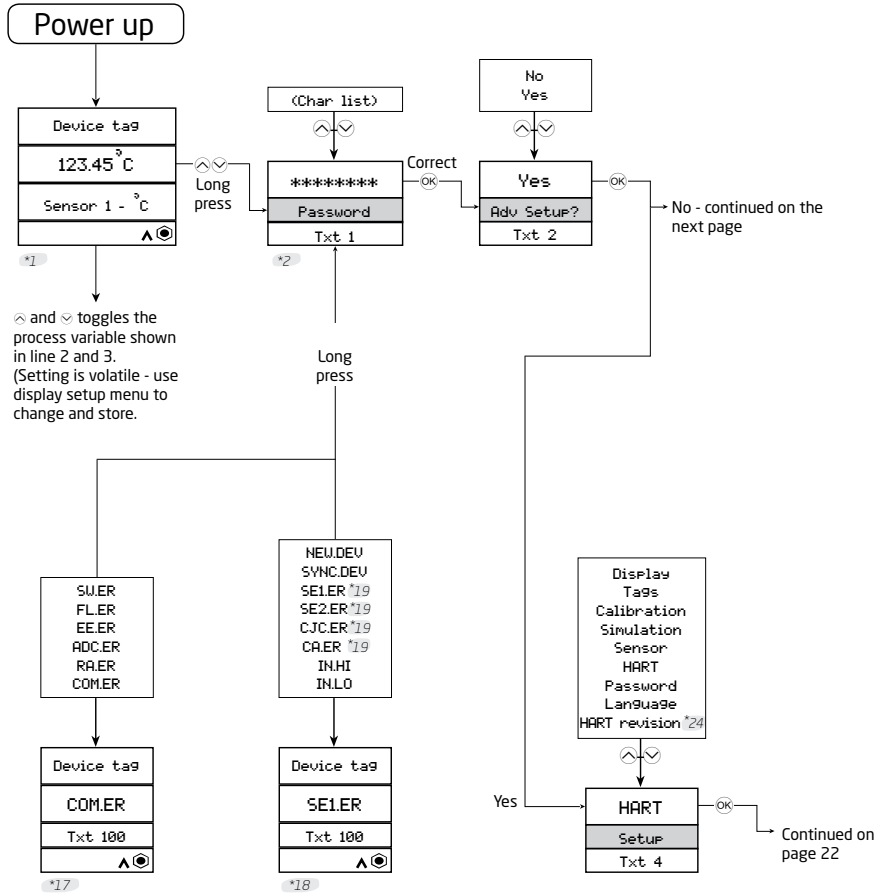 Power up
Device tag
123.45°C
Sensor 1 - °C
*1
Long
press
(Char list)
********
Password
Txt 1
*2
Correct
OK
No
Yes
Yes
Adv Setup?
Txt 2
OK
No - continued on the
next page
and toggles the
process variable shown
in line 2 and 3.
(Setting is volatile - use
display setup menu to
change and store.
Long
press
SW.ER
FL.ER
EE.ER
ADC.ER
RA.ER
COM.ER
Device tag
COM.ER
Txt 100
*17
NEW.DEV
SYNC.DEV
SE1.ER *19
SE2.ER *19
CJC.ER *19
CA.ER *19
IN.HI
IN.LO
Device tag
SE1.ER
Txt 100
*18
Display
Tags
Calibration
Simulation
Sensor
HART
Password
Language
HART revision *24
Yes
HART
Setup
Txt 4
OK
Continued on
page 22